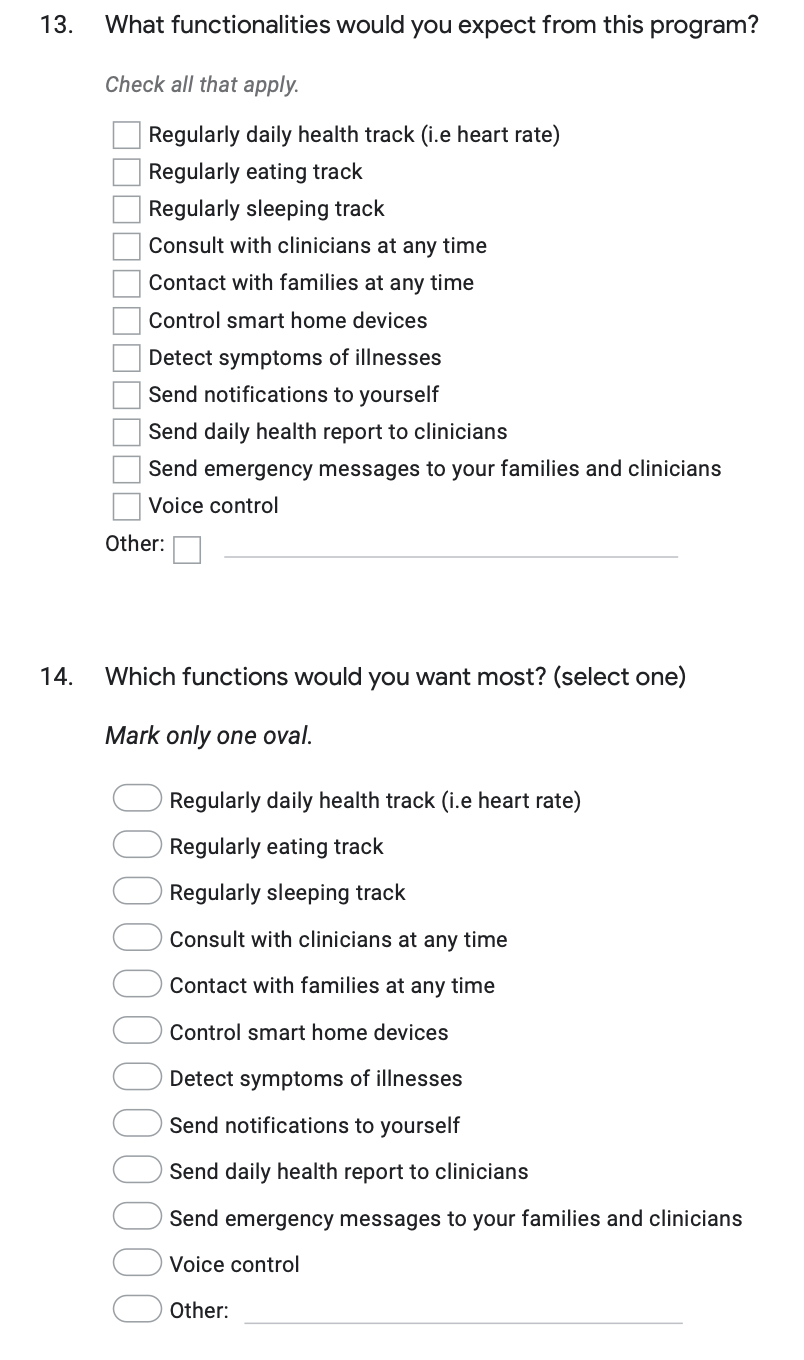 13. What functionalities would you expect from this program?
Check all that apply.
Regularly daily health track (i.e heart rate)
Regularly eating track
Regularly sleeping track
Consult with clinicians at any time
Contact with families at any time
Control smart home devices
Detect symptoms of illnesses
Send notifications to yourself
Send daily health report to clinicians
Send emergency messages to your families and clinicians
Voice control
Other:
14. Which functions would you want most? (select one)
Mark only one oval.
Regularly daily health track (i.e heart rate)
Regularly eating track
Regularly sleeping track
Consult with clinicians at any time
Contact with families at any time
Control smart home devices
Detect symptoms of illnesses
Send notifications to yourself
Send daily health report to clinicians
Send emergency messages to your families and clinicians
Voice control
Other: